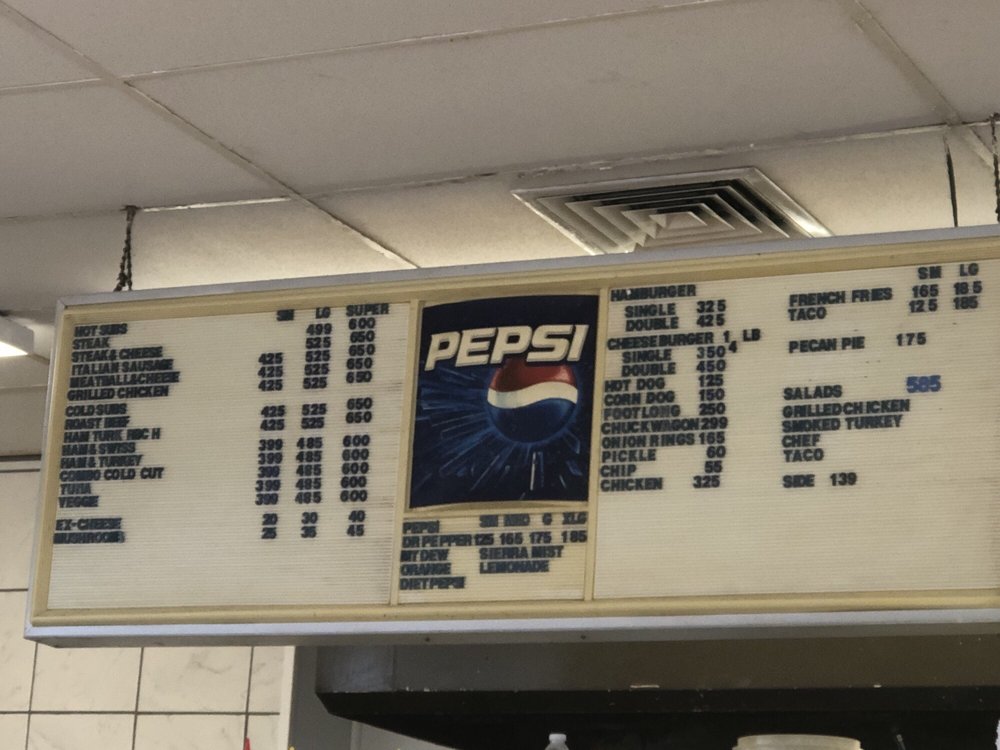 HOT SUBS SM LG SUPER
STEAK 499 600
STEAK & CHEESE 525 650
ITALIAN SAUSAGE 425 525 650
MEATBALL&CHEESE 425 525 650
GRILLED CHICKEN 425 525 650
COLD SUBS
ROAST BEEF 425 525 650
HAM TURK 425 525 650
HAM & SWISS 399 485 600
HAM & TURKEY 399 485 600
COMBO COLD CUT 399 485 600
TUNA 399 485 600
VEGGIE 399 485 600
EX-CHEESE 20 30 40
MUSHROOMS 25 35 45
PEPSI
PEPSI SM MED G XLG
DR PEPPER 125 165 175 185
MT DEW SIERRA MIST
ORANGE LEMONADE
DIET PEPSI
HAMBURGER
SINGLE 325
DOUBLE 425
CHEESEBURGER 1 4 LB
SINGLE 350
DOUBLE 450
HOT DOG 125
CORN DOG 150
FOOTLONG 250
CHUCKWAGON 299
ONION RINGS 165
PICKLE 60
CHIP 55
CHICKEN 325
SM LG
FRENCH FRIES 165 185
TACO 125 185
PECAN PIE 175
SALADS 585
GRILLED CHICKEN
SMOKED TURKEY
CHEF
TACO
SIDE 139